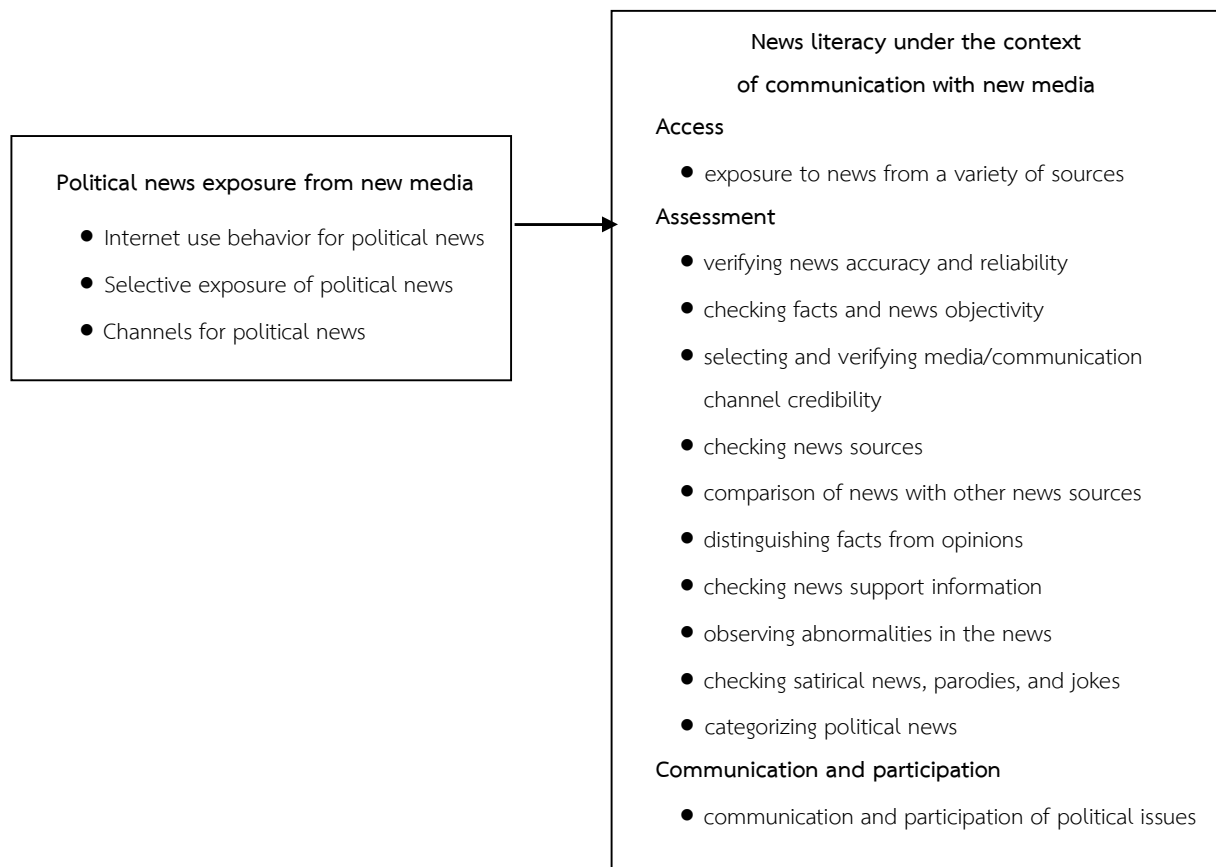 Political news exposure from new media
● Internet use behavior for political news
● Selective exposure of political news
● Channels for political news
News literacy under the context
of communication with new media
Access
● exposure to news from a variety of sources
Assessment
● verifying news accuracy and reliability
● checking facts and news objectivity
● selecting and verifying media/communication
channel credibility
● checking news sources
● comparison of news with other news sources
● distinguishing facts from opinions
● checking news support information
● observing abnormalities in the news
● checking satirical news, parodies, and jokes
● categorizing political news
Communication and participation
● communication and participation of political issues